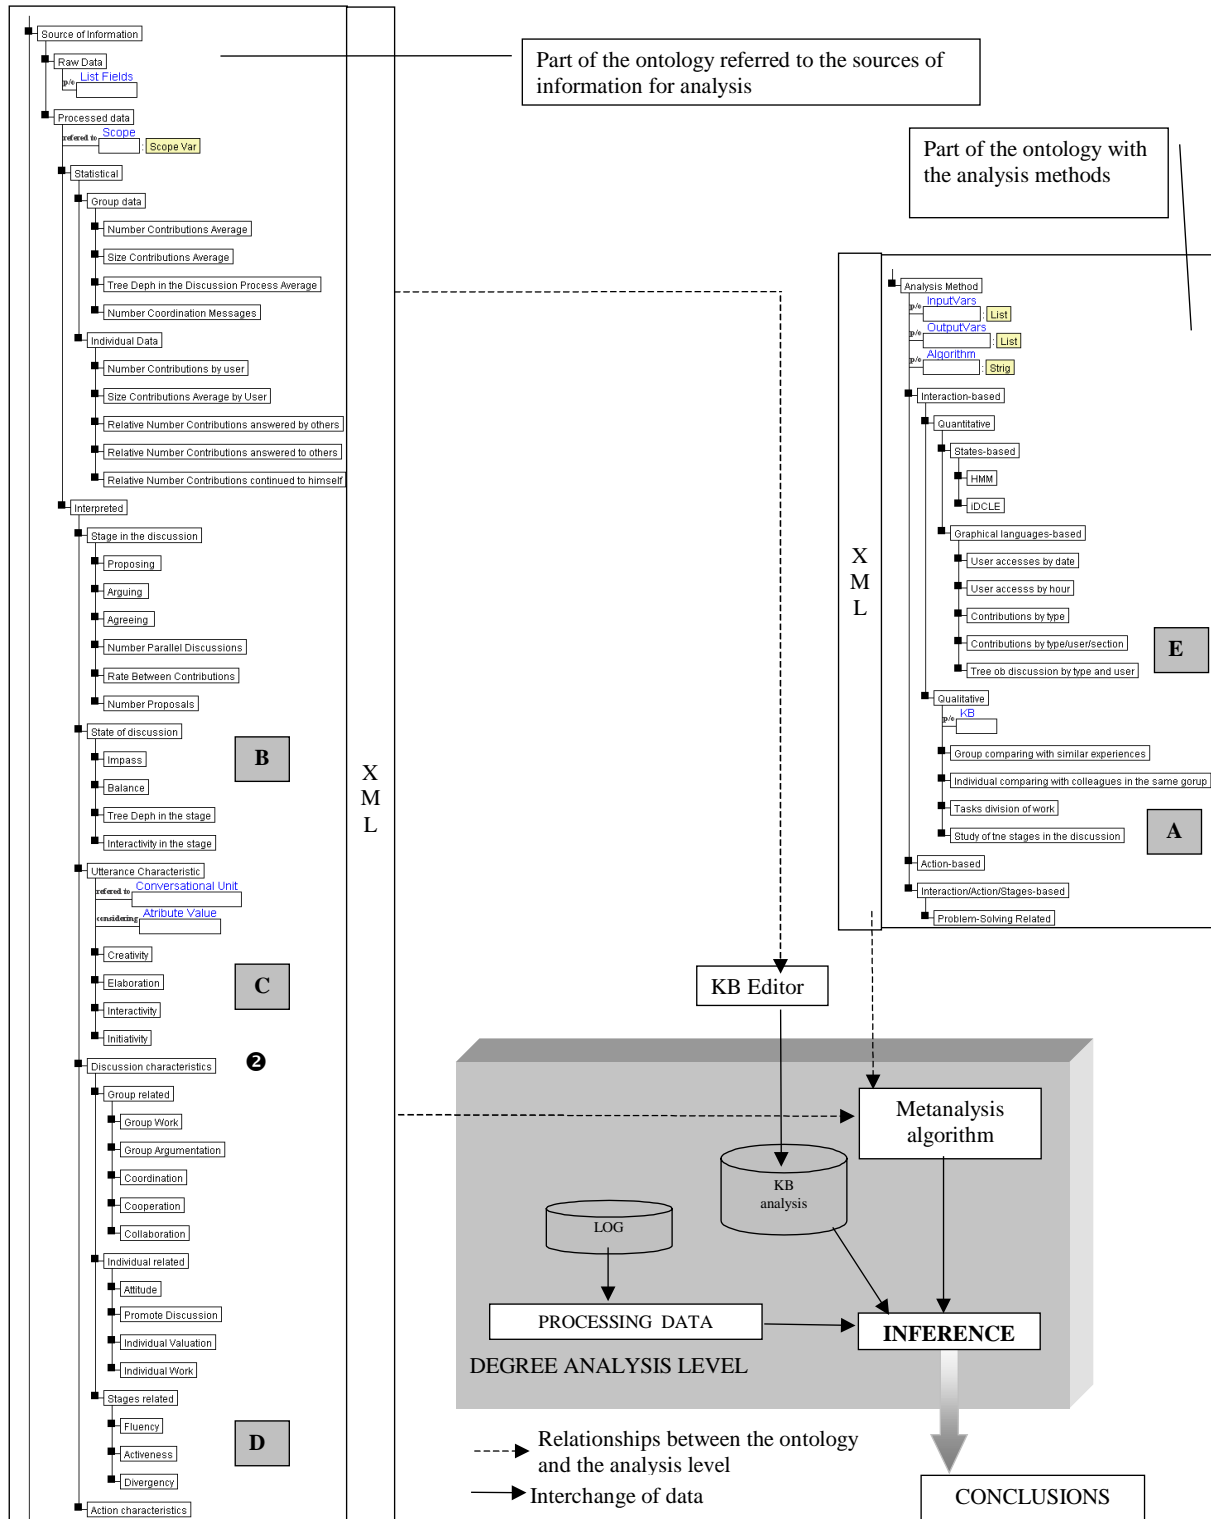 Source of Information
Raw Data
p/e List Fields
Processed data
refered to Scope : Scope Var
Statistical
Group data
Number Contributions Average
Size Contributions Average
Tree Deph in the Discussion Process Average
Number Coordination Messages
Individual Data
Number Contributions by user
Size Contributions Average by User
Relative Number Contributions answered by others
Relative Number Contributions answered to others
Relative Number Contributions continued to himself
Interpreted
Stage in the discussion
Proposing
Arguing
Agreeing
Number Parallel Discussions
Rate Between Contributions
Number Proposals
State of discussion
Impass
Balance
Tree Deph in the stage
Interactivity in the stage
B
Utterance Characteristic
refered to Conversational Unit
considering Atribute Value
Creativity
Elaboration
Interactivity
Initiativity
C
❷
Discussion characteristics
Group related
Group Work
Group Argumentation
Coordination
Cooperation
Collaboration
Individual related
Attitude
Promote Discussion
Individual Valuation
Individual Work
Stages related
Fluency
Activeness
Divergency
D
Action characteristics
X
M
L
Part of the ontology referred to the sources of
information for analysis
Part of the ontology with
the analysis methods
X
M
L
Analysis Method
p/e InputVars : List
p/e OutputVars : List
p/e Algorithm : Strig
Interaction-based
Quantitative
States-based
HMM
IDCLE
Graphical languages-based
User accesses by date
User accesss by hour
Contributions by type
Contributions by type/user/section
Tree ob discussion by type and user
E
Qualitative
p/e KB
Group comparing with similar experiences
Individual comparing with colleagues in the same gorup
Tasks division of work
Study of tne stages in the discussion
A
Action-based
Interaction/Action/Stages-based
Problem-Solving Related
KB Editor
Metanalysis
algorithm
KB
analysis
LOG
PROCESSING DATA
INFERENCE
DEGREE ANALYSIS LEVEL
Relationships between the ontology
and the analysis level
Interchange of data
CONCLUSIONS